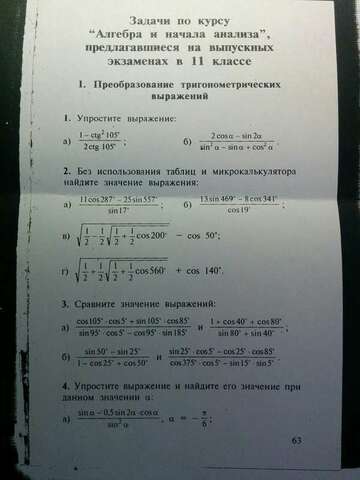 Задачи по курсу
“Алгебра и начала анализа”,
предлагавшиеся на выпускных
экзаменах в 11 классе
1. Преобразование тригонометрических
выражений
1. Упростите выражение:
а) (1 − ctg² 105°) / (2 ctg 105°) ; б) (2 cos α − sin 2α) / (sin² α − sin α + cos² α) .
2. Без использования таблиц и микрокалькулятора
найдите значение выражения:
а) (11 cos 287° − 25 sin 557°) / (sin 17°) ; б) (13 sin 469° − 8 cos 341°) / (cos 19°) ;
в) √(1/2 − 1/2 √(1/2 + 1/2 cos 200°)) − cos 50°;
г) √(1/2 + 1/2 √(1/2 + 1/2 cos 560°)) + cos 140°.
3. Сравните значение выражений:
а) (cos 105° · cos 5° + sin 105° · cos 85°) / (sin 95° · cos 5° − cos 95° · sin 185°) и (1 + cos 40° + cos 80°) / (sin 80° + sin 40°) ;
б) (sin 50° − sin 25°) / (1 − cos 25° + cos 50°) и (sin 25° · cos 5° − cos 25° · cos 85°) / (cos 375° · cos 5° − sin 15° · sin 5°) .
4. Упростите выражение и найдите его значение при
данном значении α:
а) (sin α − 0,5 sin 2α · cos α) / (sin² α) , α = − π/6 ;
63